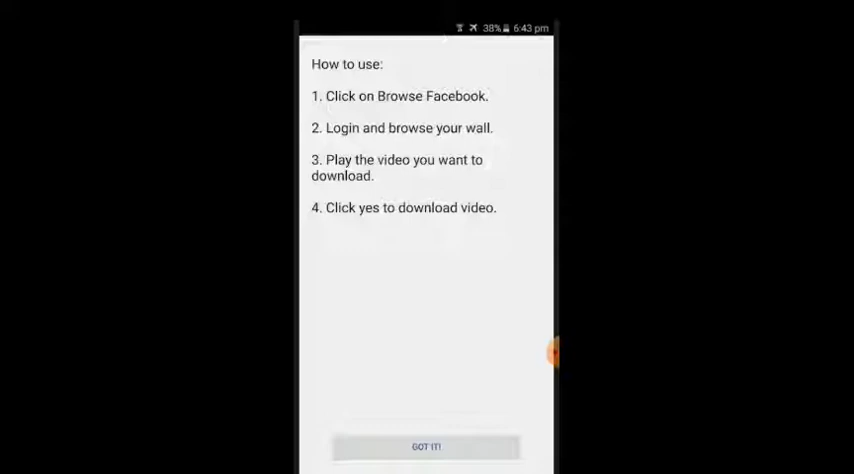 38% 6:43 pm
How to use:
1. Click on Browse Facebook.
2. Login and browse your wall.
3. Play the video you want to
download.
4. Click yes to download video.
GOT IT!